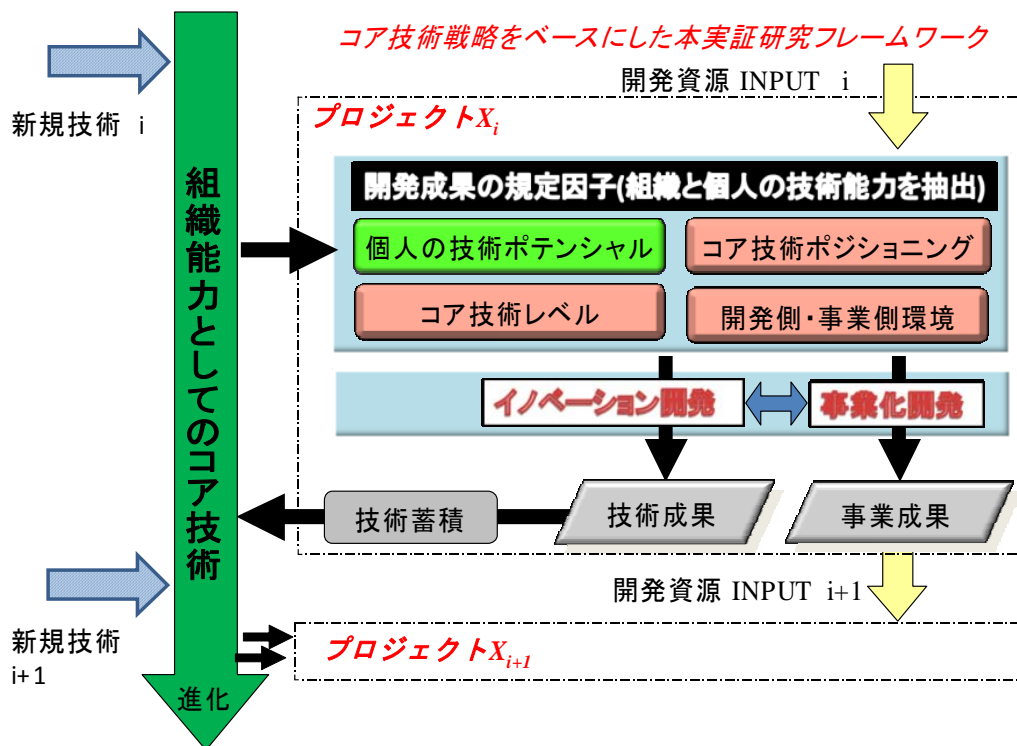 コア技術戦略をベースにした本実証研究フレームワーク
開発資源 INPUT i
新規技術 i
プロジェクトXi
組織能力としてのコア技術
開発成果の規定因子(組織と個人の技術能力を抽出)
個人の技術ポテンシャル
コア技術ポジショニング
コア技術レベル
開発側・事業側環境
イノベーション開発
事業化開発
技術蓄積
技術成果
事業成果
開発資源 INPUT i+1
新規技術
i+1
プロジェクトXi+1
進化